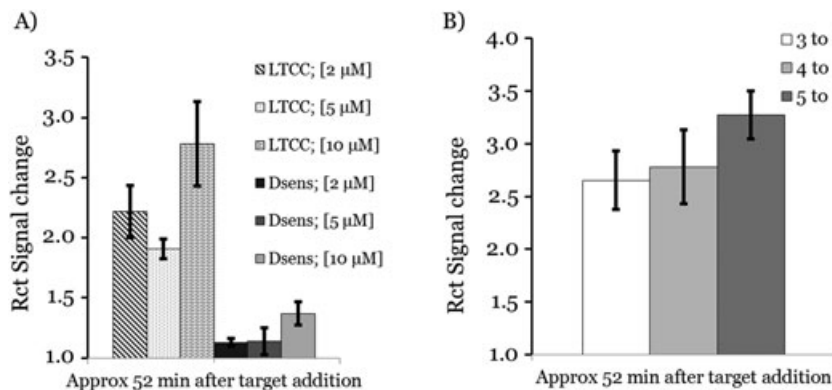 A)
3.5
3.0
2.5
2.0
1.5
1.0
Rct Signal change
LTCC; [2 µM]
LTCC; [5 µM]
LTCC; [10 µM]
Dsens; [2 µM]
Dsens; [5 µM]
Dsens; [10 µM]
Approx 52 min after target addition
B)
4.0
3.5
3.0
2.5
2.0
1.5
1.0
Rct Signal change
3 to
4 to
5 to
Approx 52 min after target addition